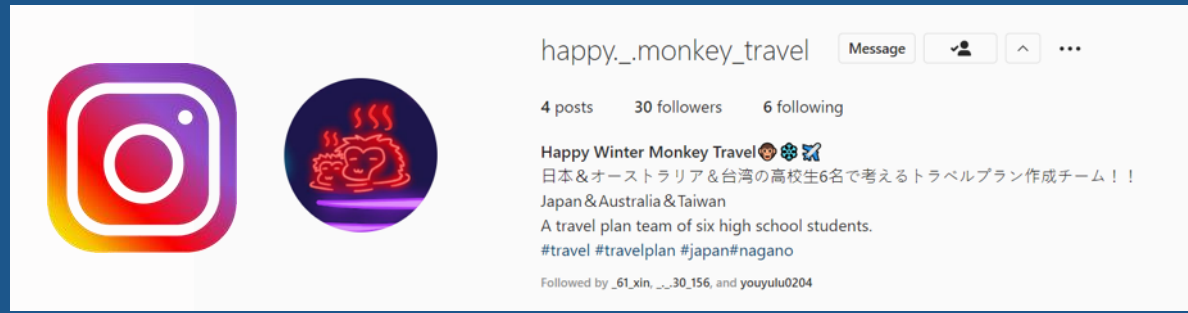 happy._.monkey_travel Message
4 posts 30 followers 6 following
Happy Winter Monkey Travel🐵❄️✈️
日本&オーストラリア&台湾の高校生6名で考えるトラベルプラン作成チーム！！
Japan&Australia&Taiwan
A travel plan team of six high school students.
#travel #travelplan #japan#nagano
Followed by _61_xin, _._.30_156, and youyulu0204